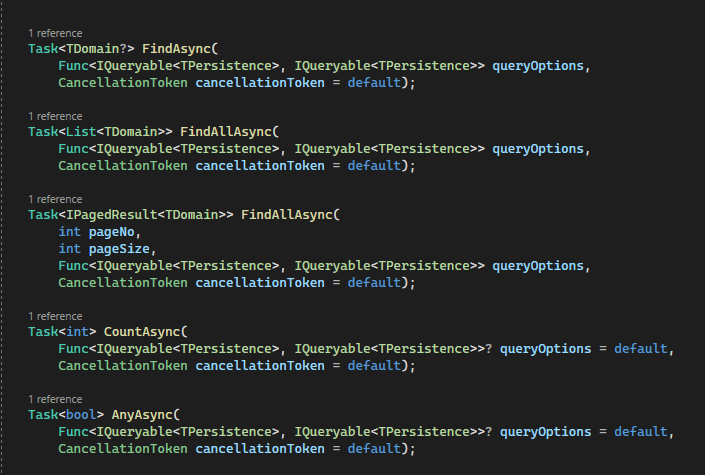 1 reference
Task<TDomain?> FindAsync(
Func<IQueryable<TPersistence>, IQueryable<TPersistence>> queryOptions,
CancellationToken cancellationToken = default);
1 reference
Task<List<TDomain>> FindAllAsync(
Func<IQueryable<TPersistence>, IQueryable<TPersistence>> queryOptions,
CancellationToken cancellationToken = default);
1 reference
Task<IPagedResult<TDomain>> FindAllAsync(
int pageNo,
int pageSize,
Func<IQueryable<TPersistence>, IQueryable<TPersistence>> queryOptions,
CancellationToken cancellationToken = default);
1 reference
Task<int> CountAsync(
Func<IQueryable<TPersistence>, IQueryable<TPersistence>>? queryOptions = default,
CancellationToken cancellationToken = default);
1 reference
Task<bool> AnyAsync(
Func<IQueryable<TPersistence>, IQueryable<TPersistence>>? queryOptions = default,
CancellationToken cancellationToken = default);